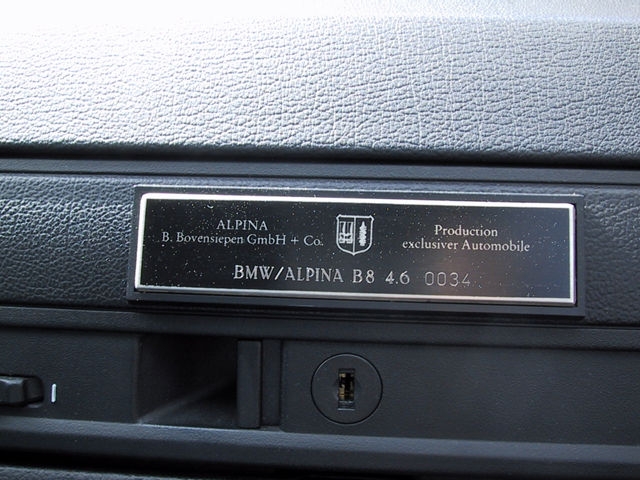 ALPINA
B. Bovensiepen GmbH + Co.
Production
exclusiver Automobile
BMW/ALPINA B8 4.6 0034